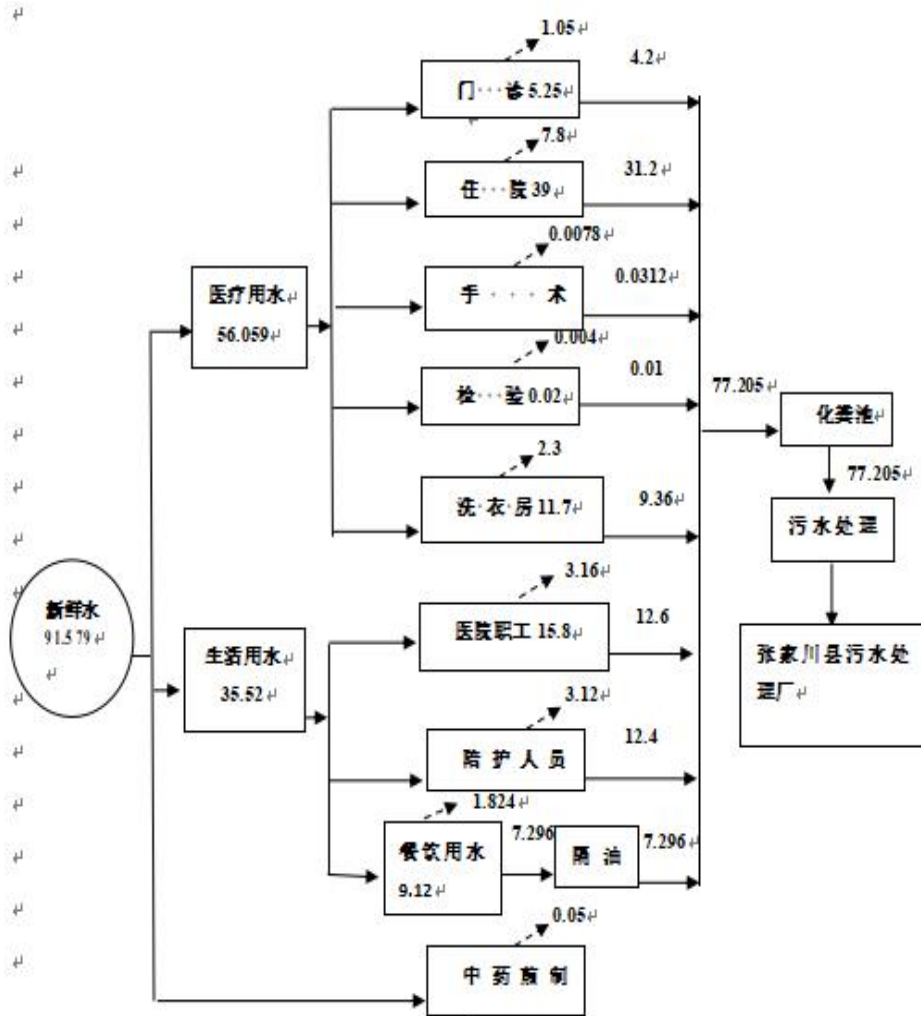 1.05
4.2
门诊 5.25
7.8
31.2
住院 39
0.0078
0.0312
医疗用水
56.059
手术
0.004
0.01
检验 0.02
77.205
化粪池
2.3
77.205
洗衣房 11.7
9.36
污水处理
3.16
新鲜水
91.579
医院职工 15.8
12.6
生活用水
35.52
张家川县污水处
理厂
3.12
12.4
陪护人员
1.824
7.296
7.296
餐饮用水
9.12
隔油
0.05
中药煎制